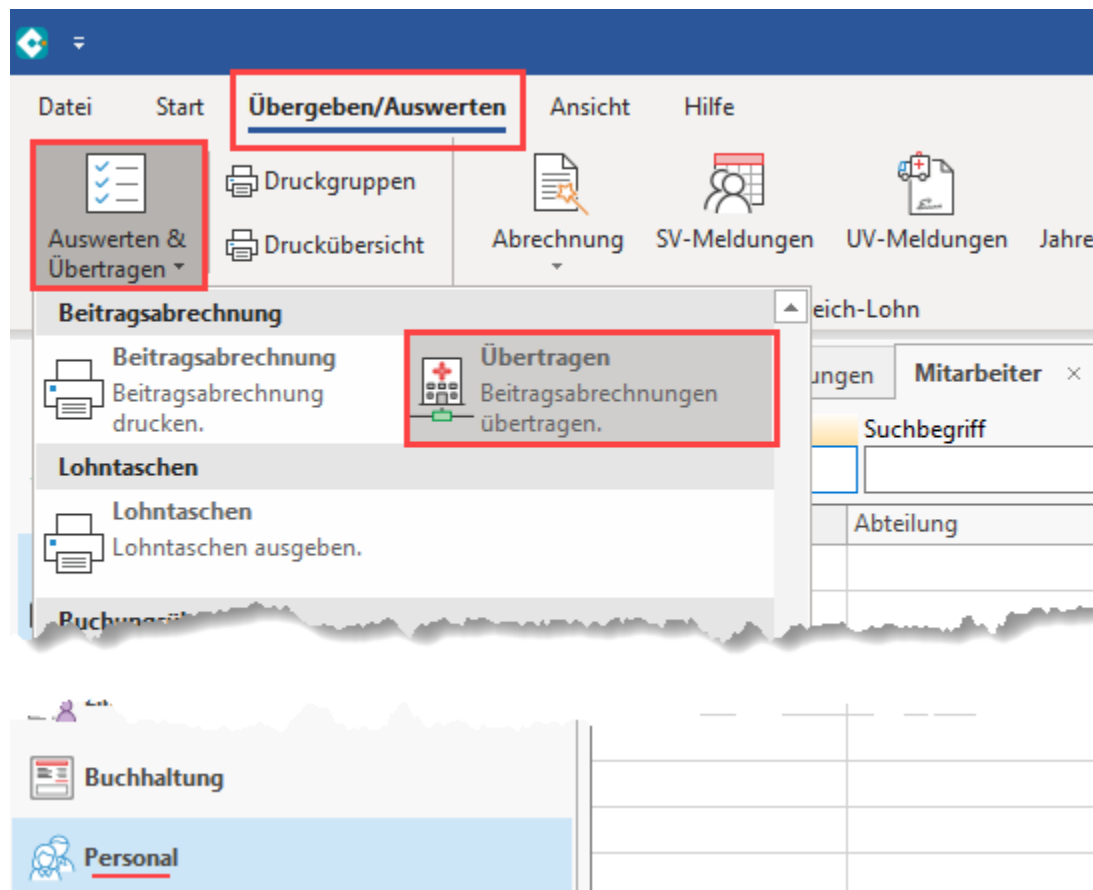 Datei Start Übergeben/Auswerten Ansicht Hilfe
Druckgruppen
Auswerten &
Übertragen
Druckübersicht
Abrechnung SV-Meldungen UV-Meldungen Jahre
Beitragsabrechnung
eich-Lohn
Beitragsabrechnung
Beitragsabrechnung
drucken.
Übertragen
Beitragsabrechnungen
übertragen.
ungen Mitarbeiter ×
Suchbegriff
Lohntaschen
Lohntaschen
Lohntaschen ausgeben.
Abteilung
Buchhaltung
Personal